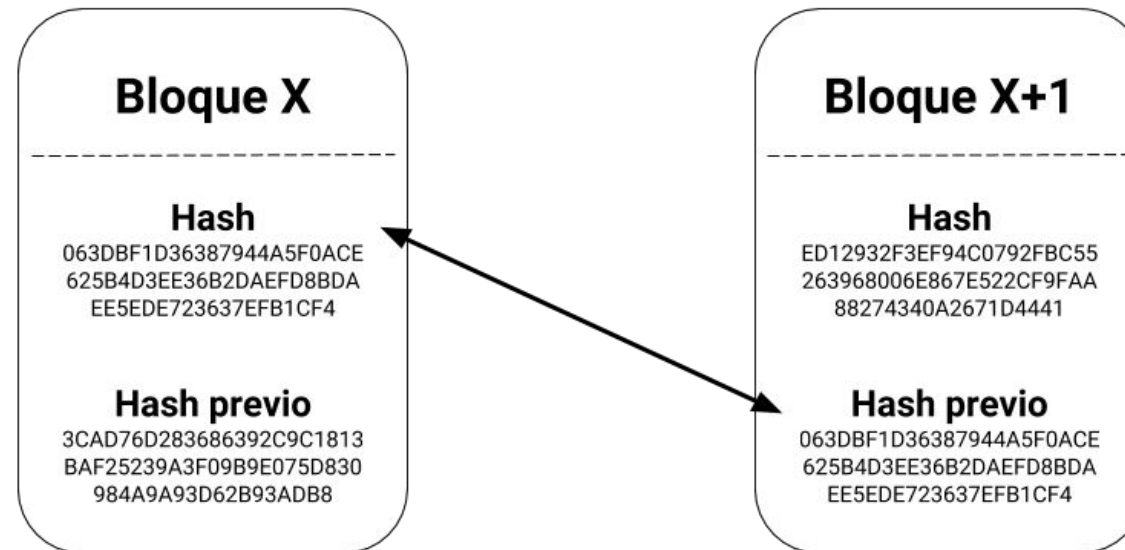 Bloque X
Hash
063DBF1D36387944A5F0ACE
625B4D3EE36B2DAEFD8BDA
EE5EDE723637EFB1CF4
Hash previo
3CAD76D283686392C9C1813
BAF25239A3F09B9E075D830
984A9A93D62B93ADB8
Bloque X+1
Hash
ED12932F3EF94C0792FBC55
263968006E867E522CF9FAA
88274340A2671D4441
Hash previo
063DBF1D36387944A5F0ACE
625B4D3EE36B2DAEFD8BDA
EE5EDE723637EFB1CF4